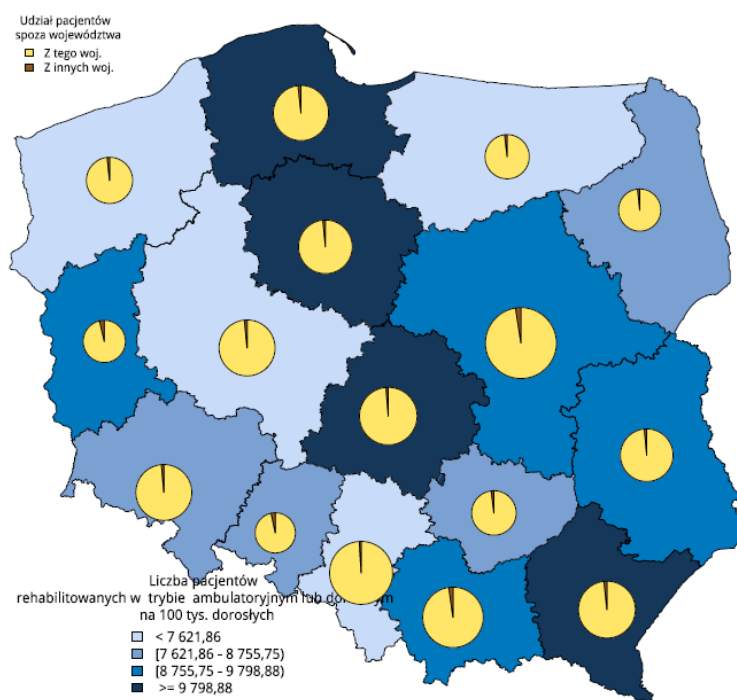 Udział pacjentów
spoza województwa
Z tego woj.
Z innych woj.
Liczba pacjentów
rehabilitowanych w trybie ambulatoryjnym lub
na 100 tys. dorosłych
< 7 621,86
[7 621,86 - 8 755,75)
[8 755,75 - 9 798,88)
>= 9 798,88